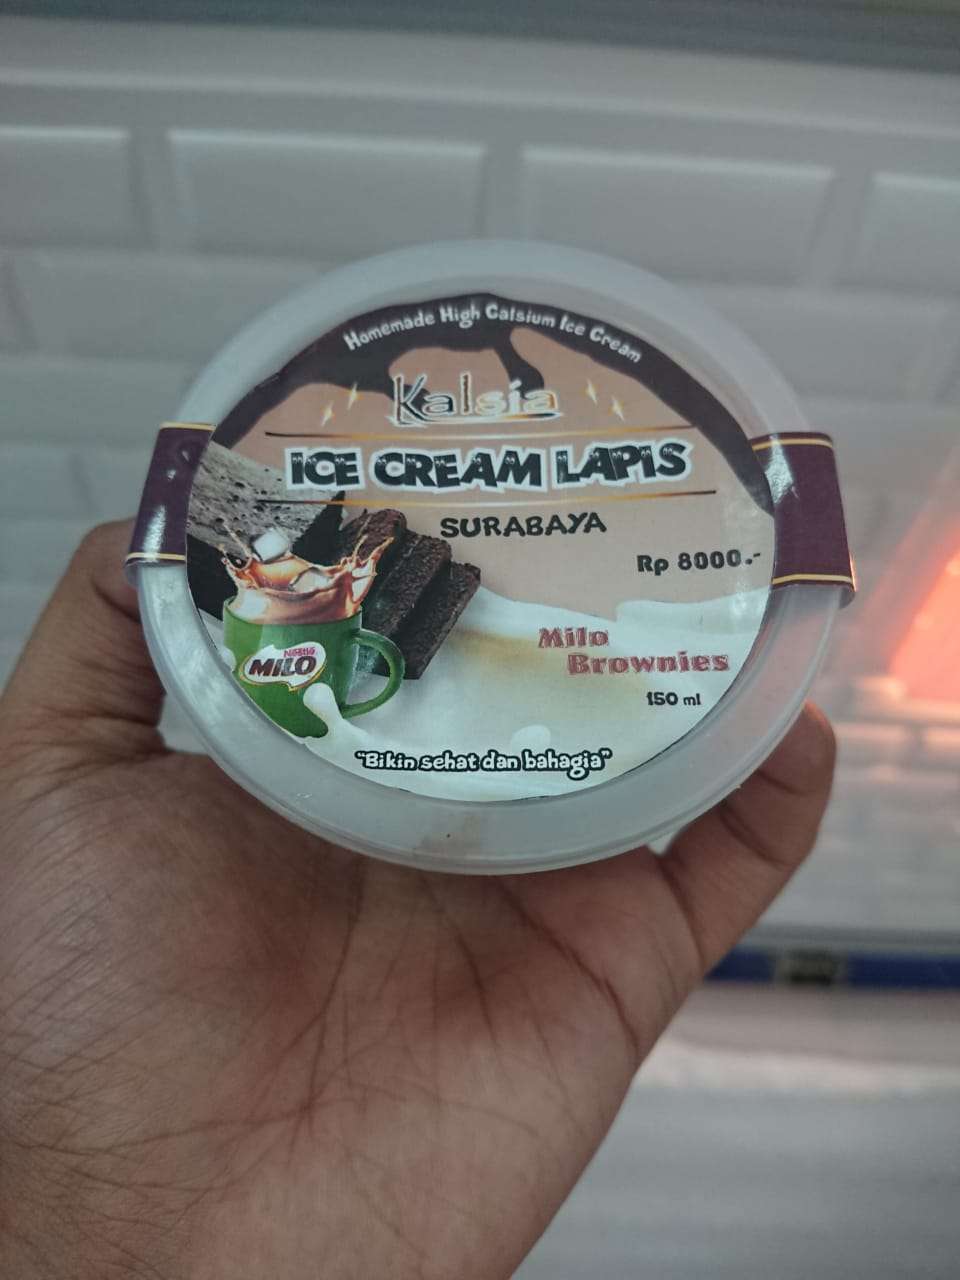 Homemade High Calsium Ice Cream
Kalsia
ICE CREAM LAPIS
SURABAYA
Rp 8000.-
Nestlé
MILO
Milo
Brownies
150 ml
"Bikin sehat dan bahagia"